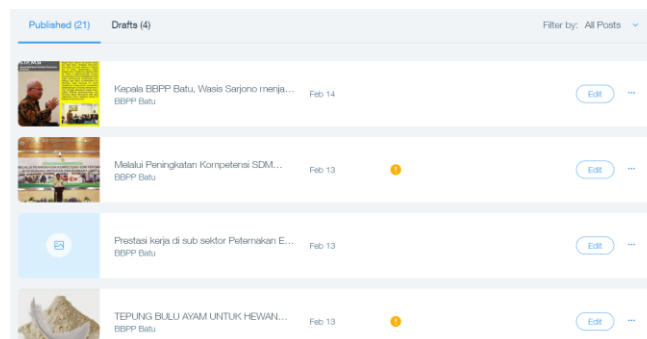 Published (21)
Drafts (4)
Filter by: All Posts
Kepala BBPP Batu, Wasis Sarjono menja...
BBPP Batu
Feb 14
Edit
Melalui Peningkatan Kompetensi SDM...
BBPP Batu
Feb 13
Edit
Prestasi kerja di sub sektor Peternakan E...
BBPP Batu
Feb 13
Edit
TEPUNG BULU AYAM UNTUK HEWAN...
BBPP Batu
Feb 13
Edit